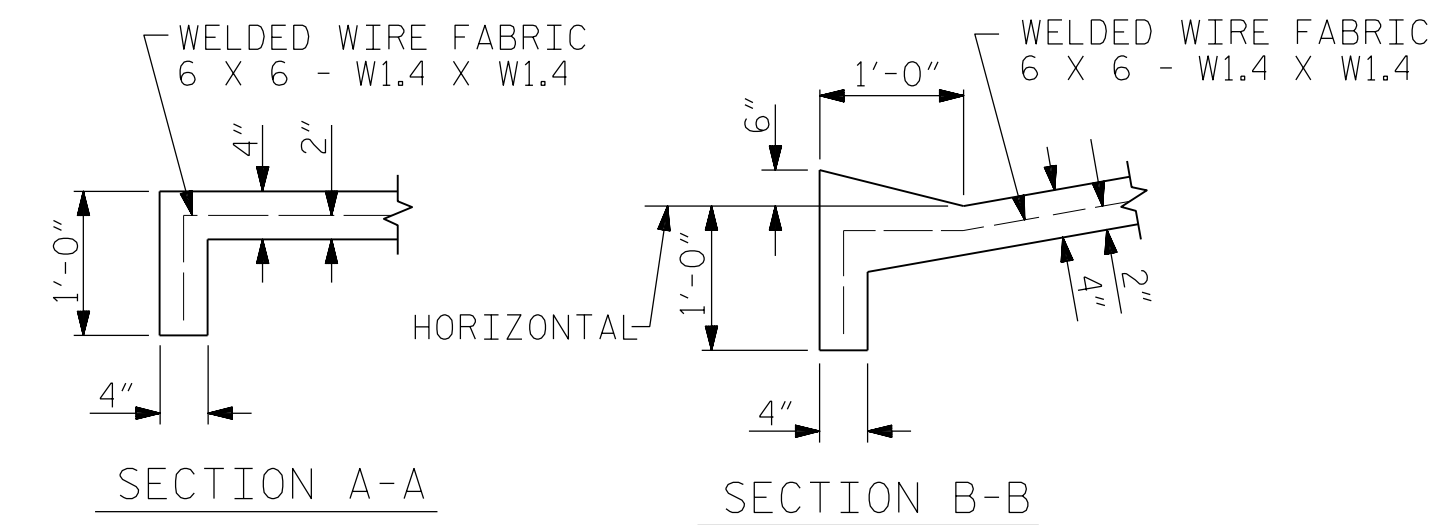 WELDED WIRE FABRIC
6 X 6 - W1.4 X W1.4
4"
2"
1'-0"
4"
SECTION A-A
WELDED WIRE FABRIC
6 X 6 - W1.4 X W1.4
1'-0"
6"
HORIZONTAL
1'-0"
4"
2"
4"
SECTION B-B